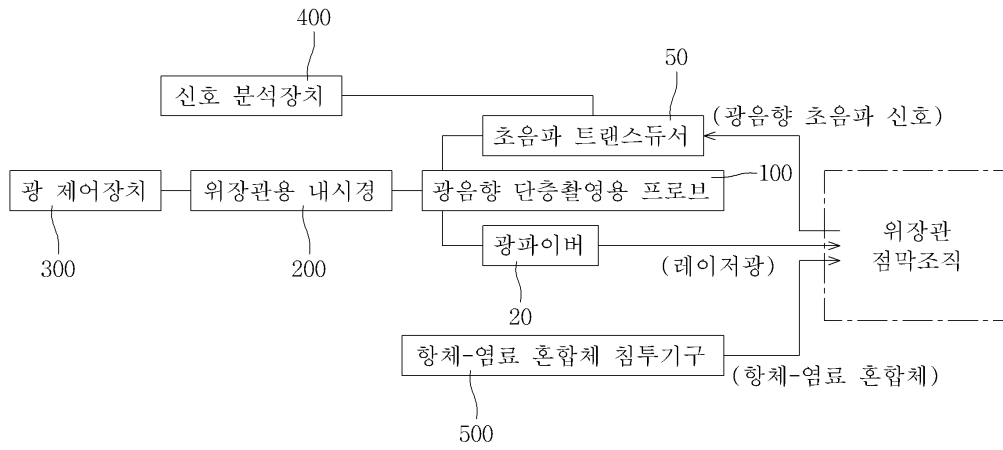 400
50
신호 분석장치
(광음향 초음파 신호)
초음파 트랜스듀서
100
광 제어장치
위장관용 내시경
광음향 단층촬영용 프로브
위장관
점막조직
광파이버
300
200
(레이저광)
20
항체-염료 혼합체 침투기구
(항체-염료 혼합체)
500